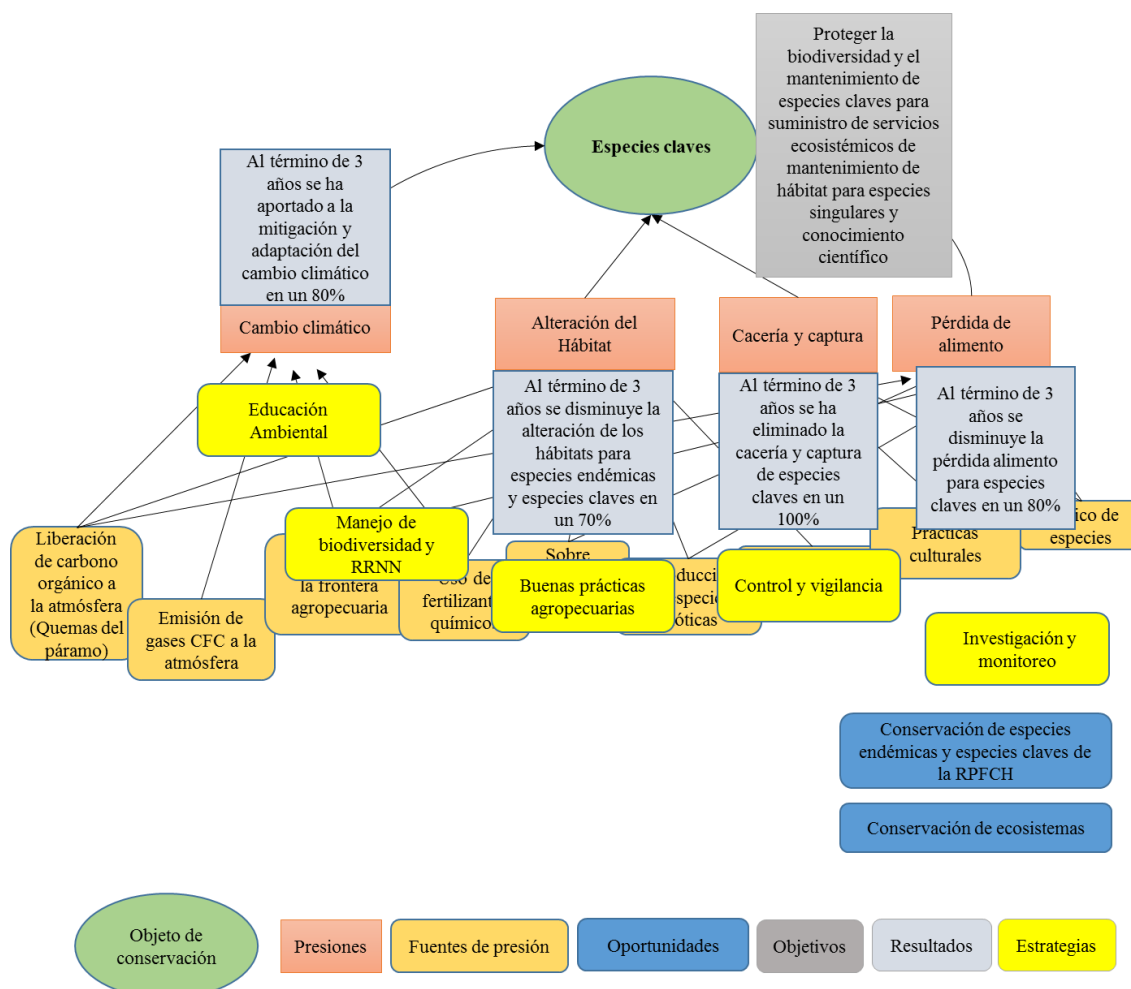 Proteger la
biodiversidad y el
mantenimiento de
especies claves para
suministro de servicios
ecosistémicos de
mantenimiento de
hábitat para especies
singulares y
conocimiento
científico
Especies claves
Al término de 3
años se ha
aportado a la
mitigación y
adaptación del
cambio climático
en un 80%
Cambio climático
Alteración del
Hábitat
Cacería y captura
Pérdida de
alimento
Al término de 3
años se disminuye la
alteración de los
hábitats para
especies endémicas
y especies claves en
un 70%
Al término de 3
años se ha
eliminado la
cacería y captura
de especies
claves en un
100%
Al término de 3
años se
disminuye la
pérdida alimento
para especies
claves en un 80%
Educación
Ambiental
Liberación
de carbono
orgánico a
la atmósfera
(Quemas del
páramo)
Emisión de
gases CFC a la
atmósfera
Manejo de
biodiversidad y
RRNN
la frontera
agropecuaria
Uso de
químicos
Sobre
Buenas prácticas
agropecuarias
Control y vigilancia
Prácticas
culturales
de
especies
Investigación y
monitoreo
Conservación de especies
endémicas y especies claves de
la RPFCH
Conservación de ecosistemas
Objeto de
conservación
Presiones
Fuentes de presión
Oportunidades
Objetivos
Resultados
Estrategias